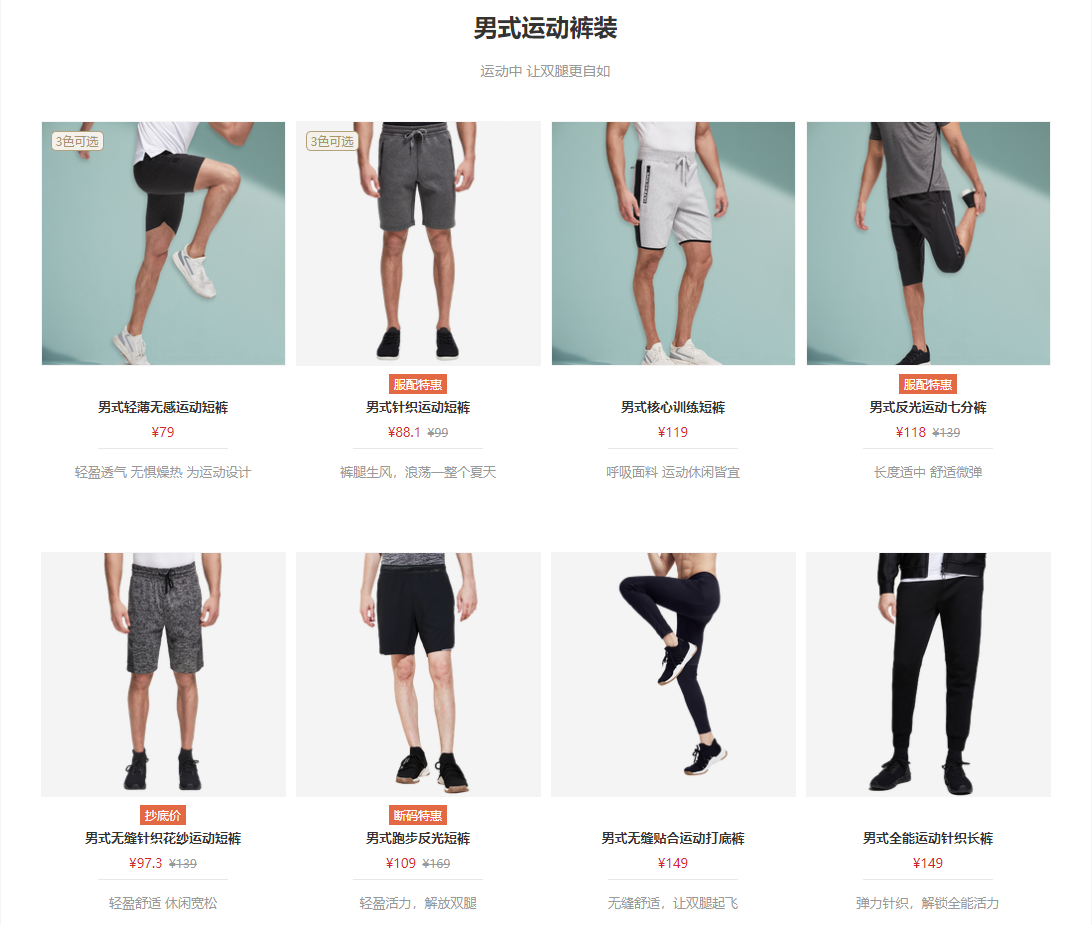 男式运动裤装
运动中 让双腿更自如
3色可选
3色可选
服配特惠
服配特惠
男式轻薄无感运动短裤
男式针织运动短裤
男式核心训练短裤
男式反光运动七分裤
¥79
¥88.1 ¥99
¥119
¥118 ¥139
轻盈透气 无惧燥热 为运动设计
裤腿生风，浪荡一整个夏天
呼吸面料 运动休闲皆宜
长度适中 舒适微弹
抄底价
断码特惠
男式无缝针织花纱运动短裤
男式跑步反光短裤
男式无缝贴合运动打底裤
男式全能运动针织长裤
¥97.3 ¥139
¥109 ¥169
¥149
¥149
轻盈舒适 休闲宽松
轻盈活力，解放双腿
无缝舒适，让双腿起飞
弹力针织，解锁全能活力